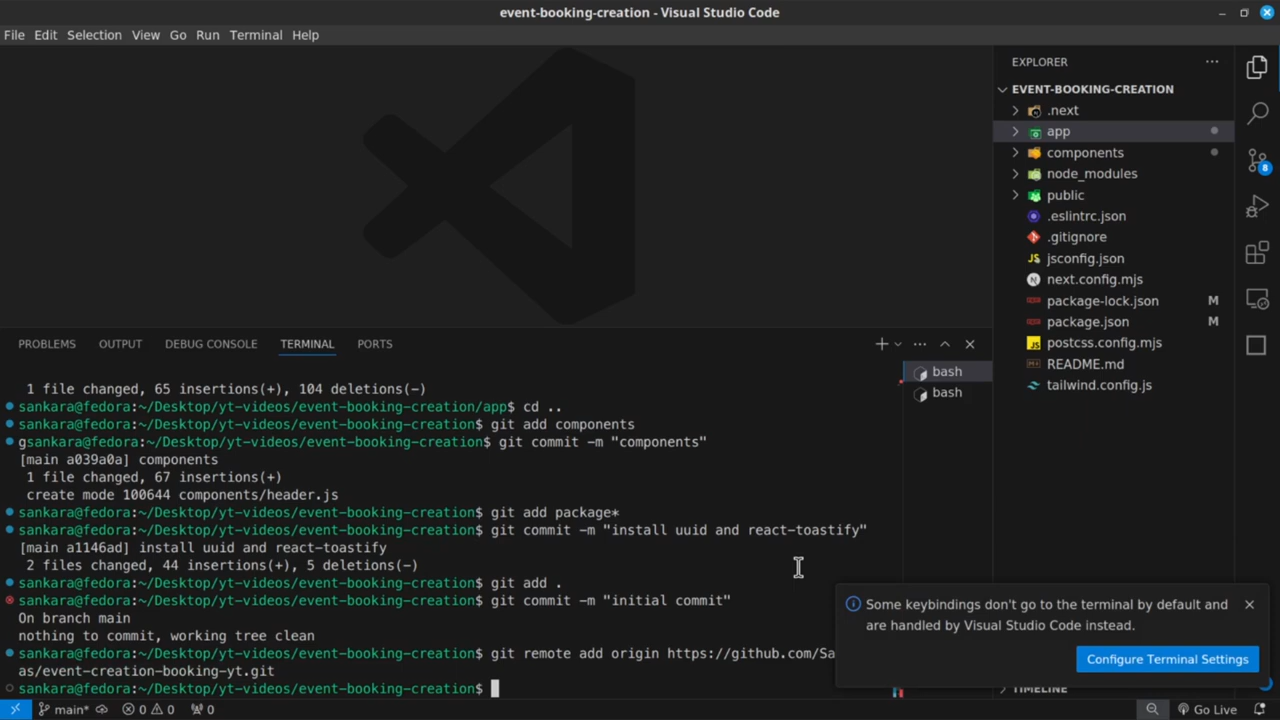 event-booking-creation - Visual Studio Code
File Edit Selection View Go Run Terminal Help
EXPLORER
EVENT-BOOKING-CREATION
.next
app
components
node_modules
public
.eslintrc.json
.gitignore
jsconfig.json
next.config.mjs
package-lock.json M
package.json M
postcss.config.mjs
README.md
tailwind.config.js
TIMELINE
8
PROBLEMS OUTPUT DEBUG CONSOLE TERMINAL PORTS
bash
bash
1 file changed, 65 insertions(+), 104 deletions(-)
sankara@fedora:~/Desktop/yt-videos/event-booking-creation/app$ cd ..
sankara@fedora:~/Desktop/yt-videos/event-booking-creation$ git add components
gsankara@fedora:~/Desktop/yt-videos/event-booking-creation$ git commit -m "components"
[main a039a0a] components
1 file changed, 67 insertions(+)
create mode 100644 components/header.js
sankara@fedora:~/Desktop/yt-videos/event-booking-creation$ git add package*
sankara@fedora:~/Desktop/yt-videos/event-booking-creation$ git commit -m "install uuid and react-toastify"
[main a1146ad] install uuid and react-toastify
2 files changed, 44 insertions(+), 5 deletions(-)
sankara@fedora:~/Desktop/yt-videos/event-booking-creation$ git add .
sankara@fedora:~/Desktop/yt-videos/event-booking-creation$ git commit -m "initial commit"
On branch main
nothing to commit, working tree clean
sankara@fedora:~/Desktop/yt-videos/event-booking-creation$ git remote add origin https://github.com/Sa
as/event-creation-booking-yt.git
sankara@fedora:~/Desktop/yt-videos/event-booking-creation$
Some keybindings don't go to the terminal by default and
are handled by Visual Studio Code instead.
Configure Terminal Settings
main* 0 0 0 Go Live